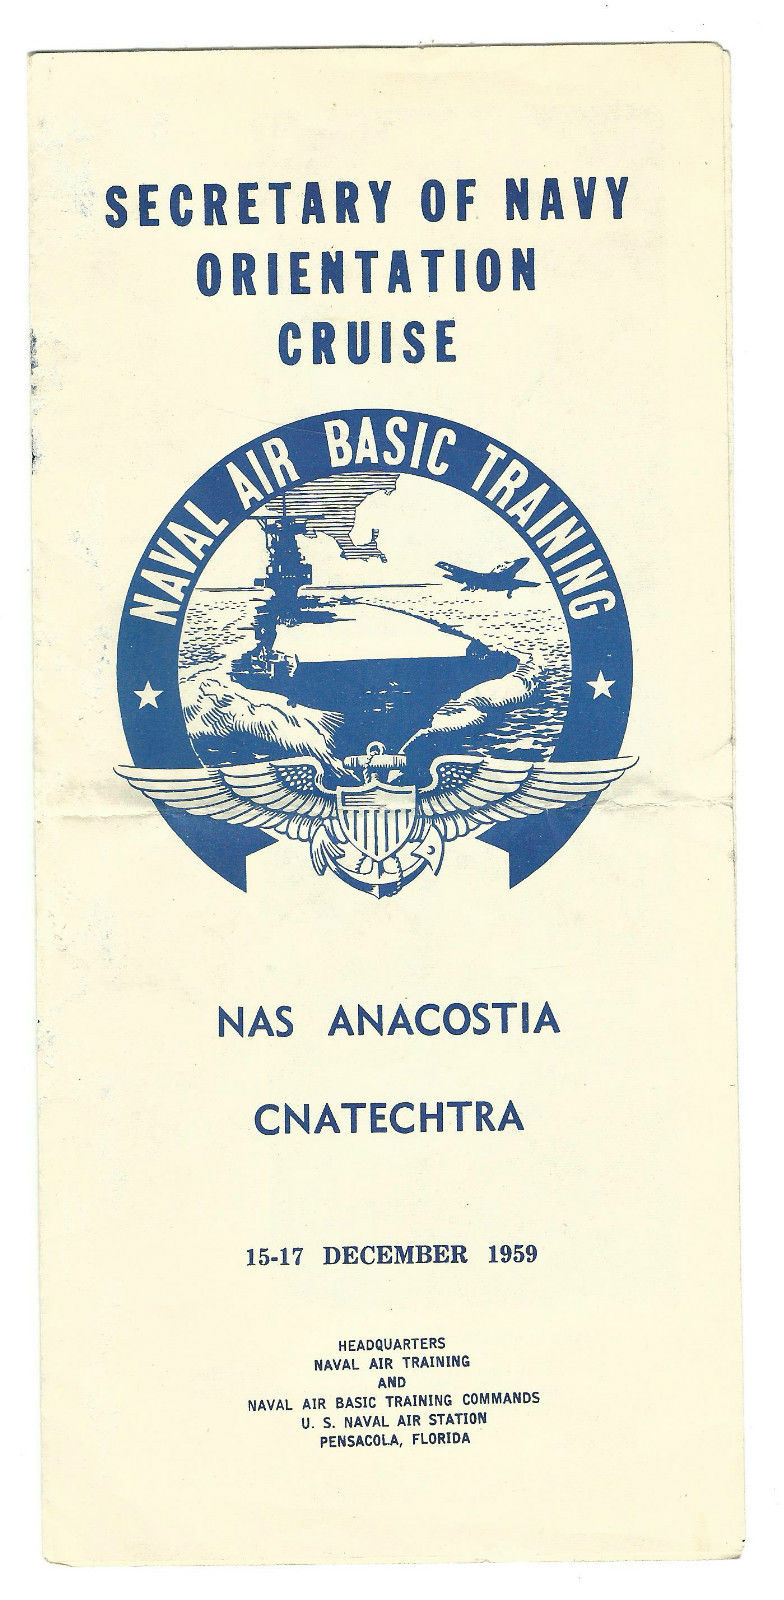 SECRETARY OF NAVY
ORIENTATION
CRUISE
NAVAL AIR BASIC TRAINING
NAS ANACOSTIA
CNATECHTRA
15-17 DECEMBER 1959
HEADQUARTERS
NAVAL AIR TRAINING
AND
NAVAL AIR BASIC TRAINING COMMANDS
U. S. NAVAL AIR STATION
PENSACOLA, FLORIDA